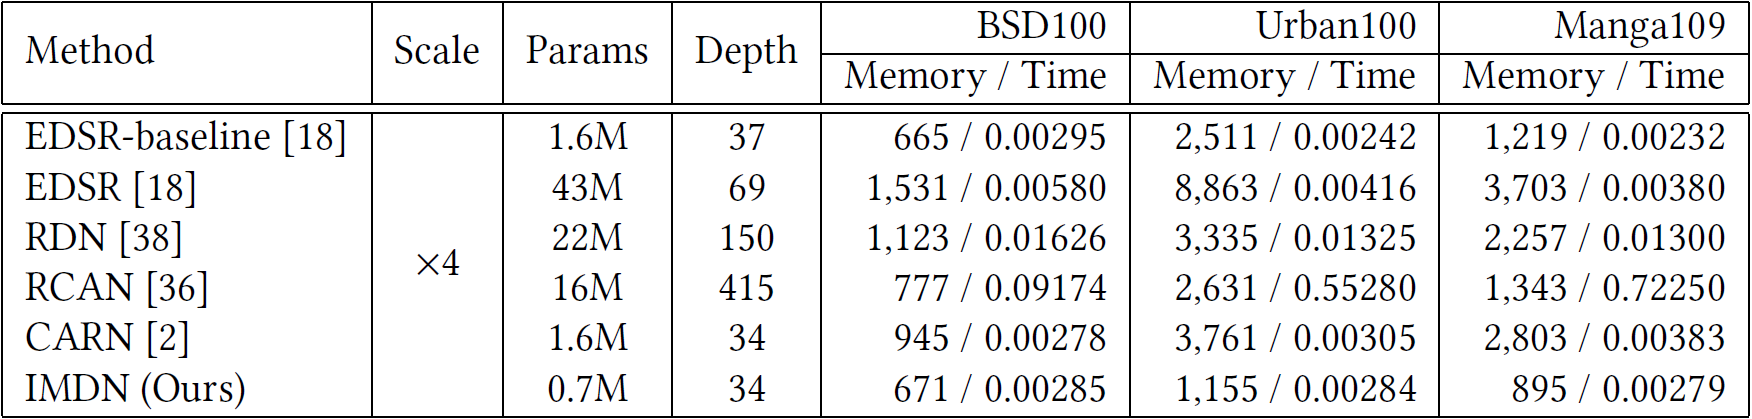 Method Scale Params Depth BSD100 Urban100 Manga109
Memory / Time Memory / Time Memory / Time
EDSR-baseline [18] 1.6M 37 665 / 0.00295 2,511 / 0.00242 1,219 / 0.00232
EDSR [18] 43M 69 1,531 / 0.00580 8,863 / 0.00416 3,703 / 0.00380
RDN [38] 22M 150 1,123 / 0.01626 3,335 / 0.01325 2,257 / 0.01300
×4
RCAN [36] 16M 415 777 / 0.09174 2,631 / 0.55280 1,343 / 0.72250
CARN [2] 1.6M 34 945 / 0.00278 3,761 / 0.00305 2,803 / 0.00383
IMDN (Ours) 0.7M 34 671 / 0.00285 1,155 / 0.00284 895 / 0.00279